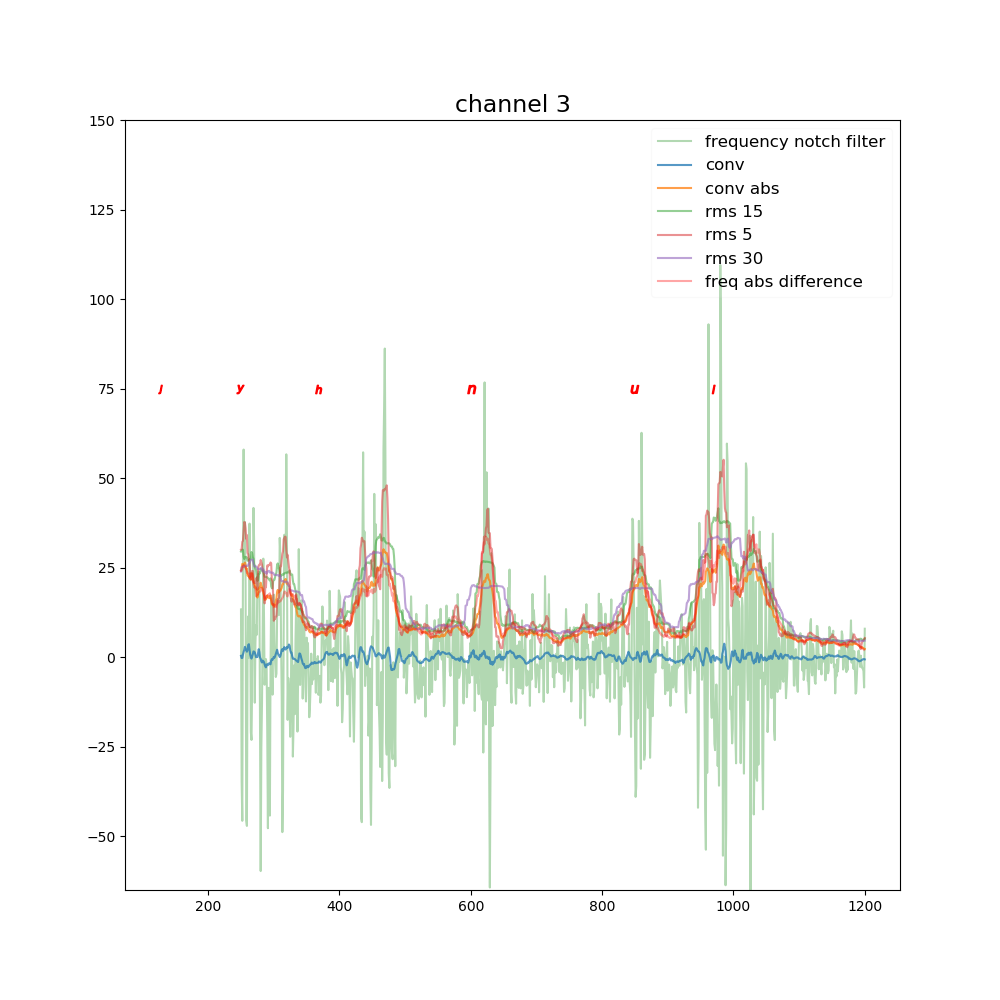 channel 3
150
125
100
75
50
25
0
−25
−50
frequency notch filter
conv
conv abs
rms 15
rms 5
rms 30
freq abs difference
j y h n u
200 400 600 800 1000 1200